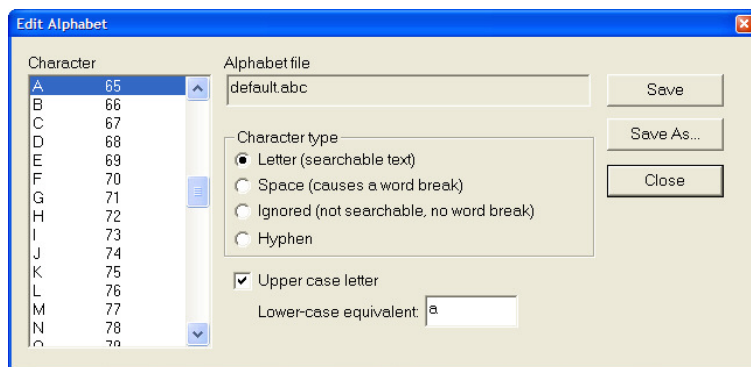 Edit Alphabet
Character
A 65
B 66
C 67
D 68
E 69
F 70
G 71
H 72
I 73
J 74
K 75
L 76
M 77
N 78
Alphabet file
default.abc
Character type
Letter (searchable text)
Space (causes a word break)
Ignored (not searchable, no word break)
Hyphen
Upper case letter
Lower-case equivalent: a
Save
Save As...
Close